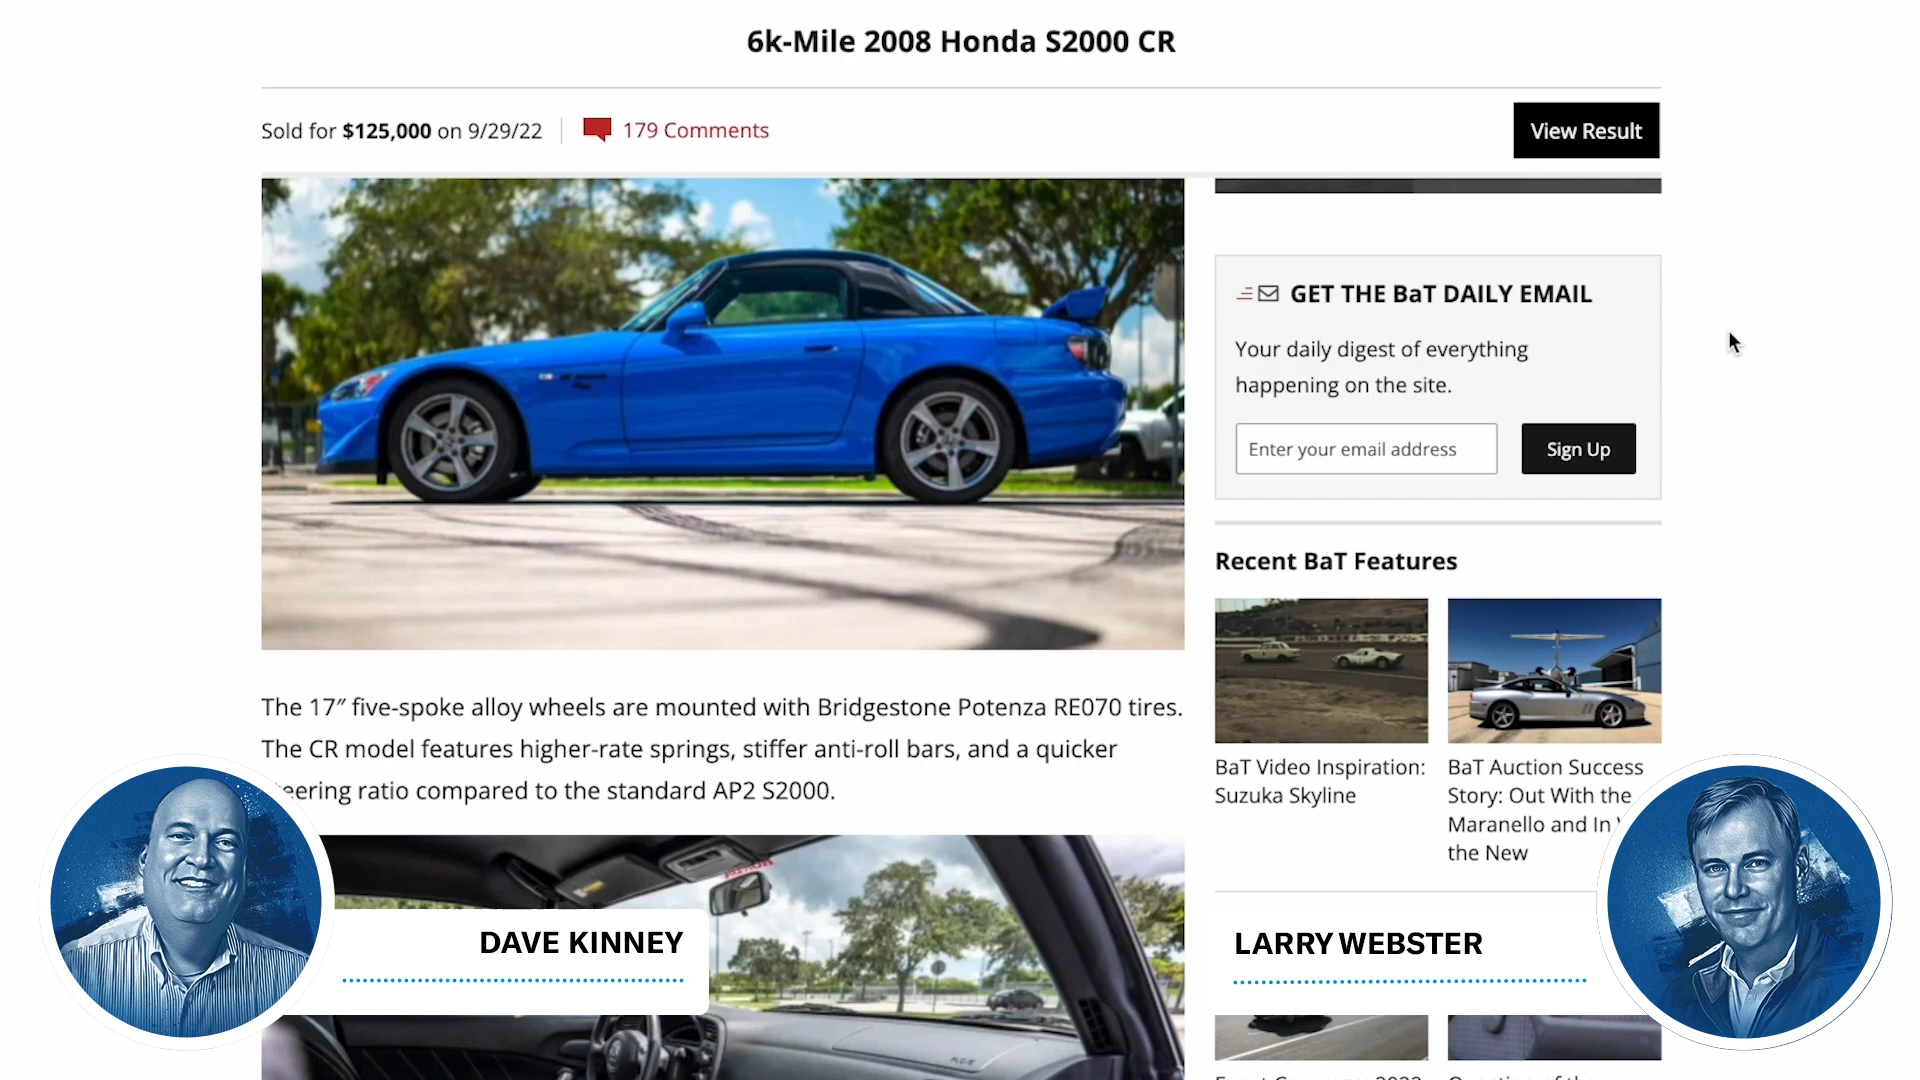 6k-Mile 2008 Honda S2000 CR
Sold for $125,000 on 9/29/22
179 Comments
View Result
GET THE BaT DAILY EMAIL
Your daily digest of everything
happening on the site.
Enter your email address
Sign Up
Recent BaT Features
BaT Video Inspiration:
Suzuka Skyline
BaT Auction Success
Story: Out With the
Maranello and In
the New
The 17″ five-spoke alloy wheels are mounted with Bridgestone Potenza RE070 tires.
The CR model features higher-rate springs, stiffer anti-roll bars, and a quicker
teering ratio compared to the standard AP2 S2000.
DAVE KINNEY
LARRY WEBSTER